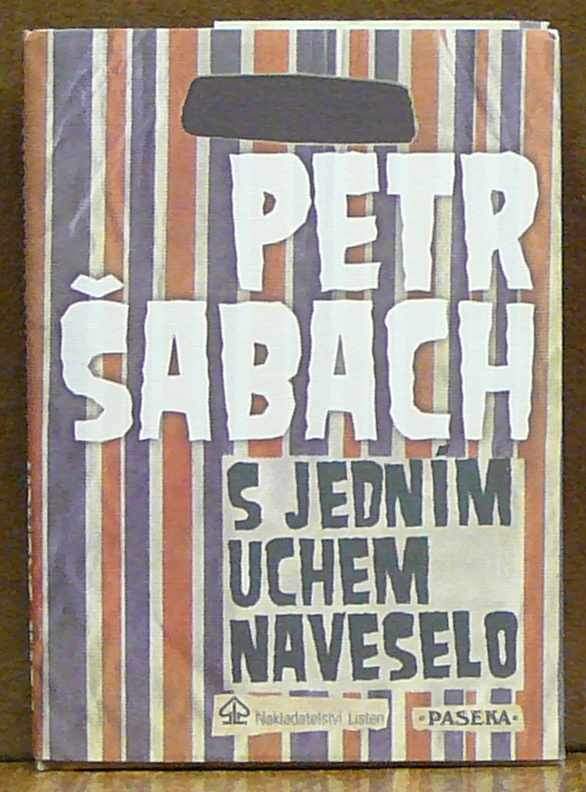 PETR
ŠABACH
S JEDNÍM
UCHEM
NAVESELO
Nakladatelství Listen
·PASEKA·